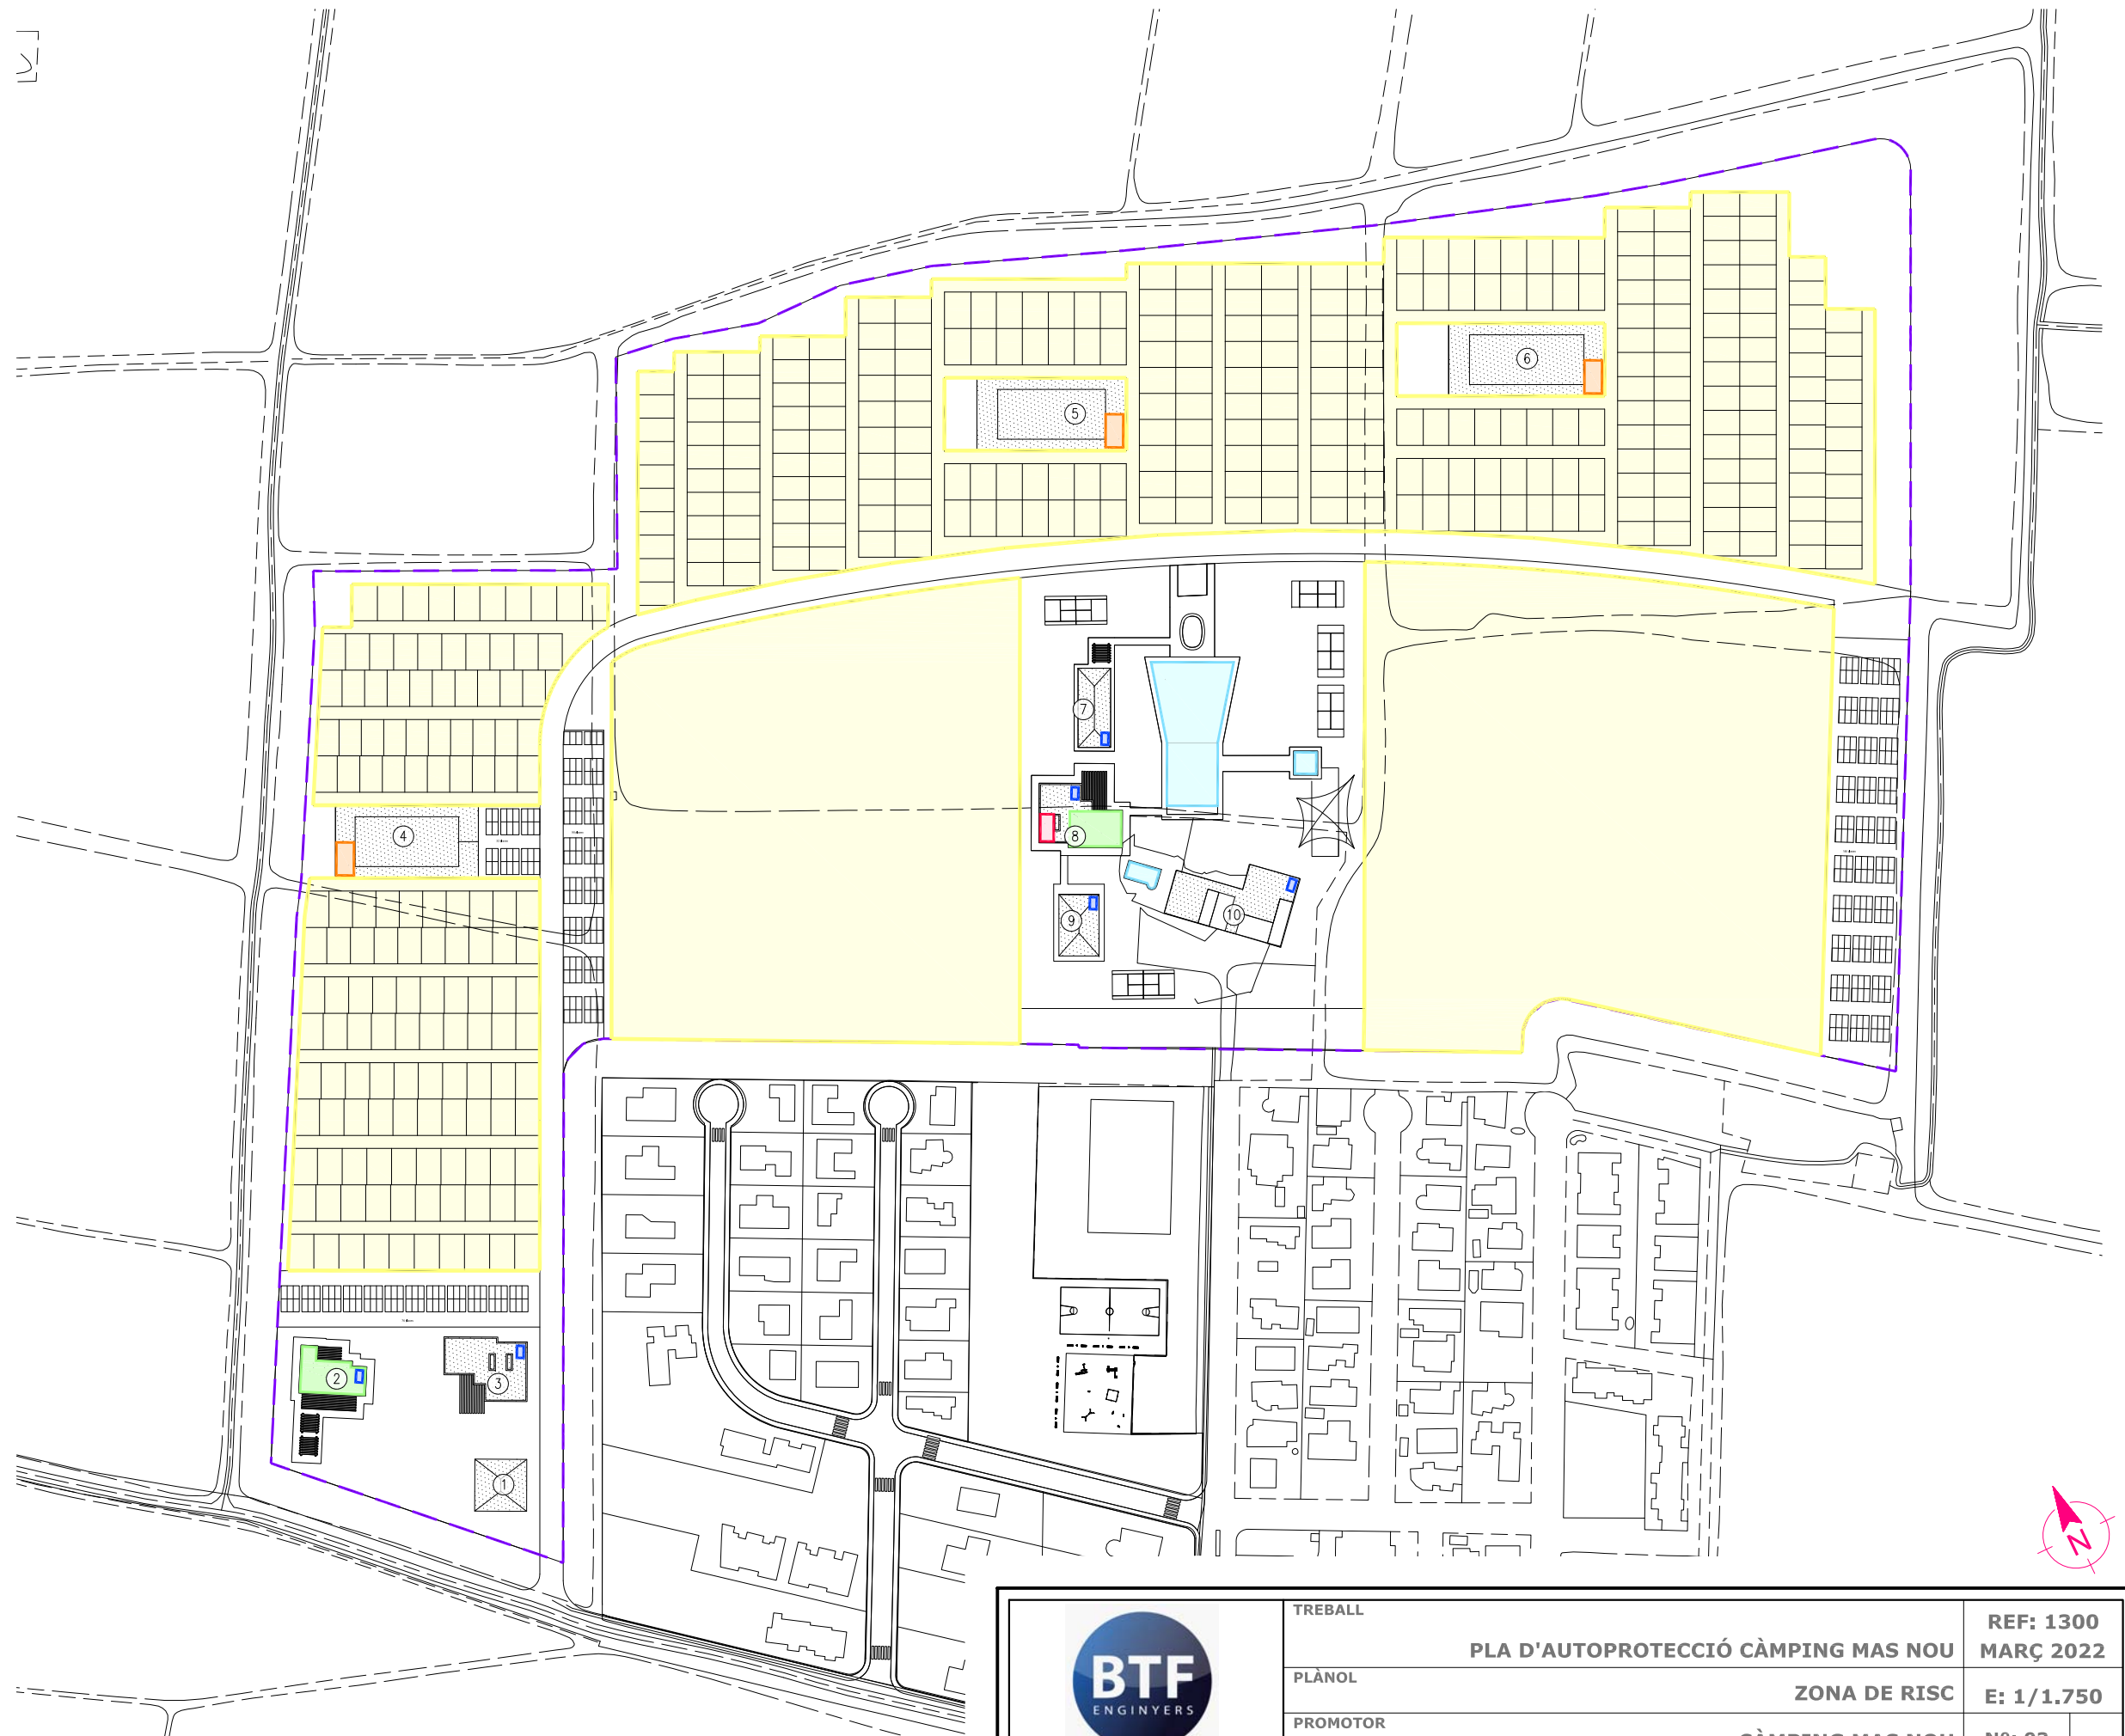 6
5
7
4
8
9
10
2
3
1
N
TREBALL
PLA D'AUTOPROTECCIÓ CÀMPING MAS NOU
REF: 1300
MARÇ 2022
PLÀNOL
ZONA DE RISC
E: 1/1.750
PROMOTOR
BTF
ENGINYERS